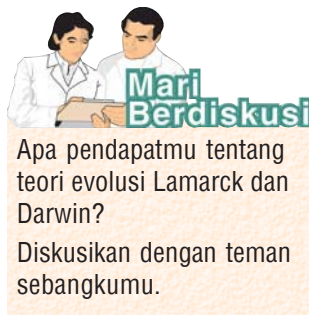 Mari
Berdiskusi
Apa pendapatmu tentang
teori evolusi Lamarck dan
Darwin?
Diskusikan dengan teman
sebangkumu.